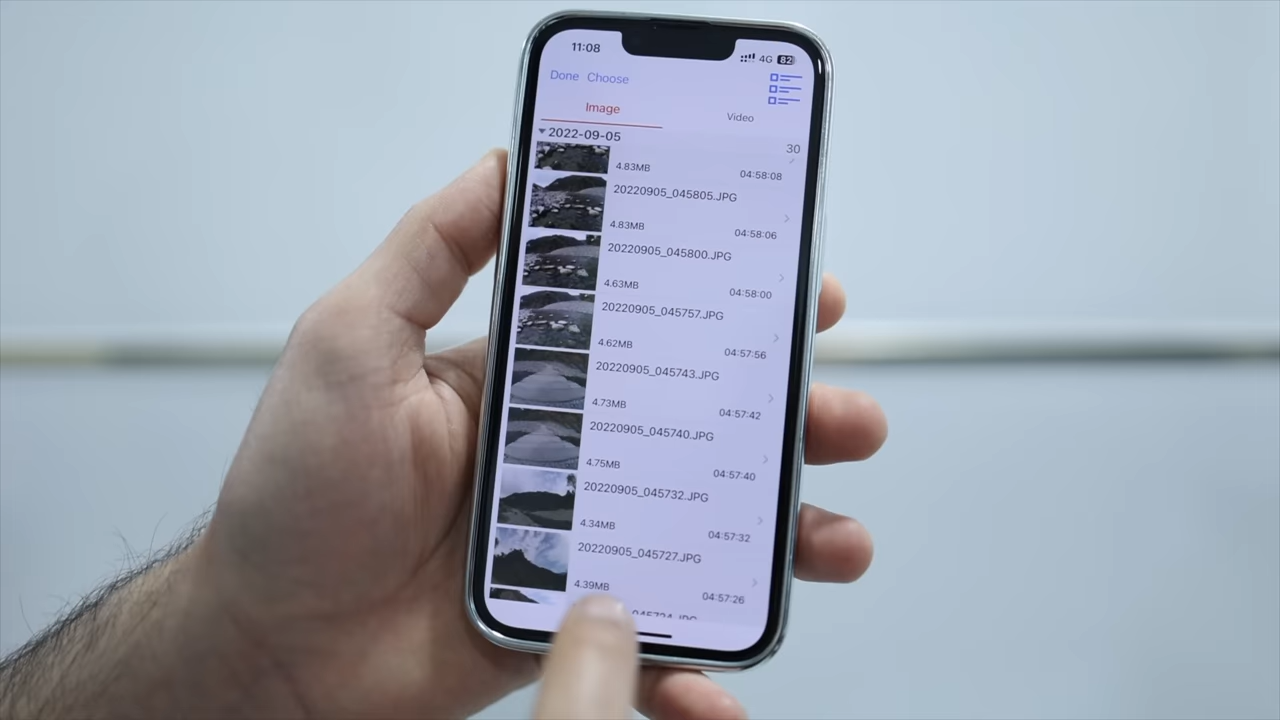 11:08 4G 82
Done Choose
Image Video
2022-09-05 30
4.83MB 04:58:08
20220905_045805.JPG
4.83MB 04:58:06
20220905_045800.JPG
4.63MB 04:58:00
20220905_045757.JPG
4.62MB 04:57:56
20220905_045743.JPG
4.73MB 04:57:42
20220905_045740.JPG
4.75MB 04:57:40
20220905_045732.JPG
4.34MB 04:57:32
20220905_045727.JPG
4.39MB 04:57:26